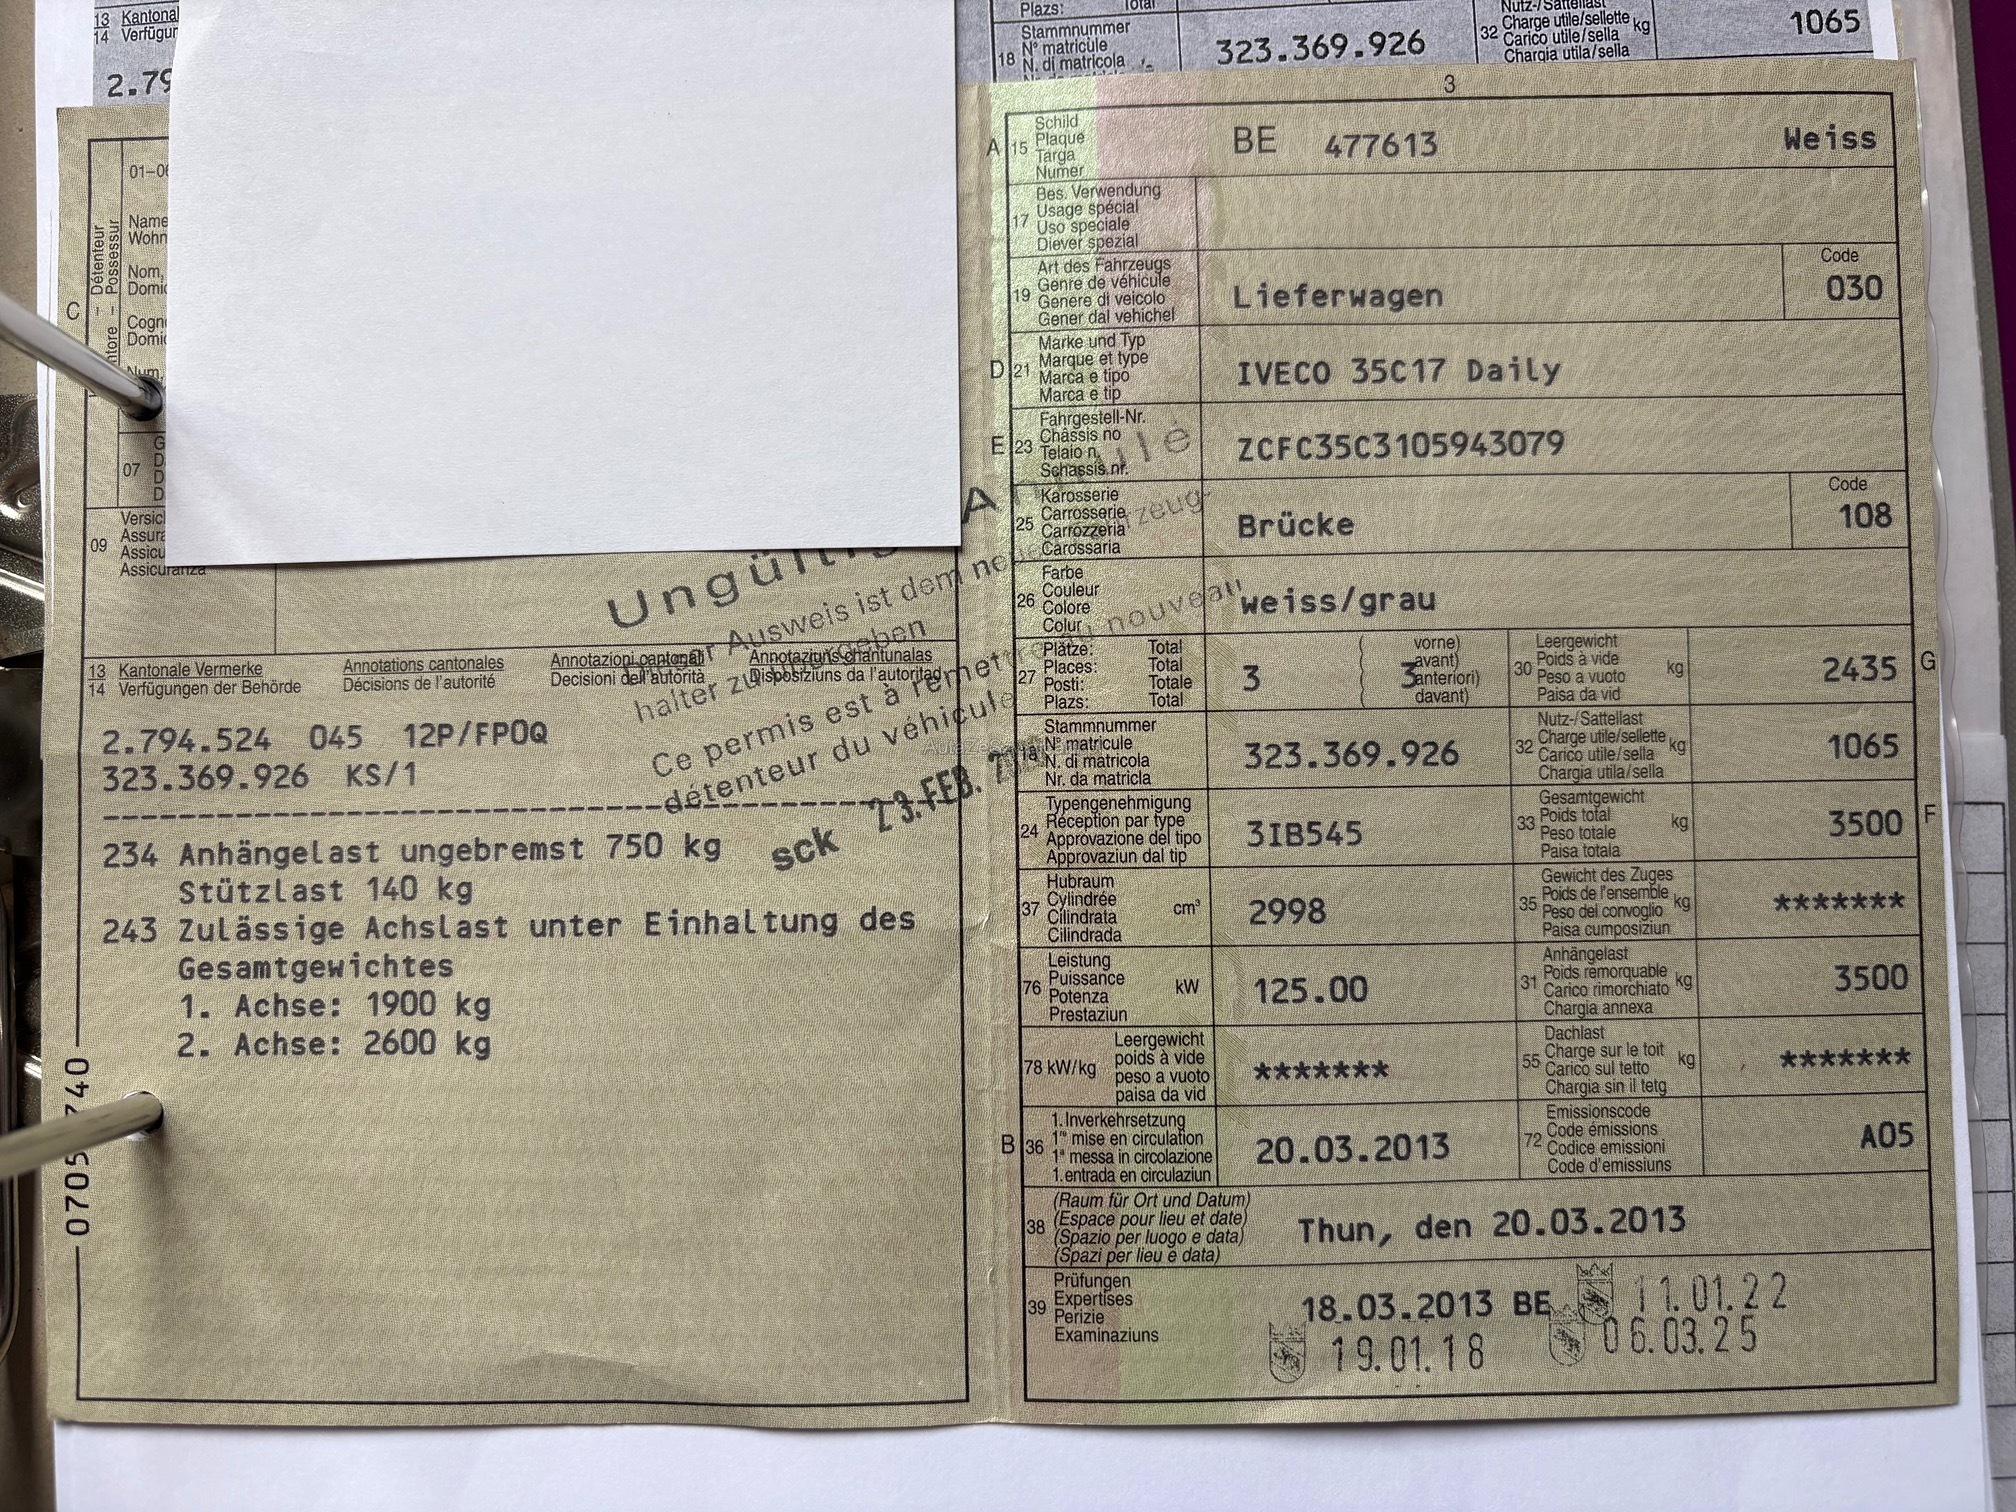 13 Kantonal
14 Verfügun
2.79
Plazs: Total
18 Stammnummer
N° matricule
N. di matricola
323.369.926
Nutz-/Sattellast
32 Charge utile/sellette kg
Carico utile/sella
Chargia utila/sella
1065
3
C
Détenteur
Possessur
01-06
Name
Wohn
Nom,
Domic
Cogn
Domic
Num,
07
09
Versic
Assura
Assicu
Assicuranza
13 Kantonale Vermerke
14 Verfügungen der Behörde
Annotations cantonales
Décisions de l'autorité
Annotazioni cantonali
Decisioni dell'autorità
Annotaziuns chantunalas
Disposiziuns da l'autoritad
2.794.524 045 12P/FP0Q
323.369.926 KS/1
234 Anhängelast ungebremst 750 kg
Stützlast 140 kg
243 Zulässige Achslast unter Einhaltung des
Gesamtgewichtes
1. Achse: 1900 kg
2. Achse: 2600 kg
Ungültig
Ausweis ist dem
halter
Ce permis est à remettre au nouveau
détenteur du véhicule
23. FEB.
sck
A 15 Schild
Plaque
Targa
Numer
BE 477613 Weiss
17 Bes. Verwendung
Usage spécial
Uso speciale
Diever spezial
19 Art des Fahrzeugs
Genre de véhicule
Genere di veicolo
Gener dal vehichel
Lieferwagen
Code
030
D 21 Marke und Typ
Marque et type
Marca e tipo
Marca e tip
IVECO 35C17 Daily
E 23 Fahrgestell-Nr.
Châssis no
Telaio n.
Schassis nr.
ZCFC35C3105943079
25 Karosserie
Carrosserie
Carrozzeria
Carossaria
Brücke
Code
108
26 Farbe
Couleur
Colore
Colur
weiss/grau
27 Plätze: Total
Places: Total
Posti: Totale
Plazs: Total
3
( vorne)
avant)
3 anteriori)
( davant)
30 Leergewicht
Poids à vide kg
Peso a vuoto
Paisa da vid
2435 G
18 Stammnummer
N° matricule
N. di matricola
Nr. da matricla
323.369.926
32 Nutz-/Sattellast
Charge utile/sellette kg
Carico utile/sella
Chargia utila/sella
1065
24 Typengenehmigung
Réception par type
Approvazione del tipo
Approvaziun dal tip
3IB545
33 Gesamtgewicht
Poids total kg
Peso totale
Paisa totala
3500 F
37 Hubraum
Cylindrée cm³
Cilindrata
Cilindrada
2998
35 Gewicht des Zuges
Poids de l'ensemble kg
Peso del convoglio
Paisa cumposiziun
*******
76 Leistung
Puissance kW
Potenza
Prestaziun
125.00
31 Anhängelast
Poids remorquable kg
Carico rimorchiato
Chargia annexa
3500
78 kW/kg Leergewicht
poids à vide
peso a vuoto
paisa da vid
*******
55 Dachlast
Charge sur le toit kg
Carico sul tetto
Chargia sin il tetg
*******
B 36 1. Inverkehrsetzung
1re mise en circulation
1a messa in circolazione
1. entrada en circulaziun
20.03.2013
72 Emissionscode
Code émissions
Codice emissioni
Code d'emissiuns
A05
38 (Raum für Ort und Datum)
(Espace pour lieu et date)
(Spazio per luogo e data)
(Spazi per lieu e data)
Thun, den 20.03.2013
39 Prüfungen
Expertises
Perizie
Examinaziuns
18.03.2013 BE
11.01.22
19.01.18
06.03.25